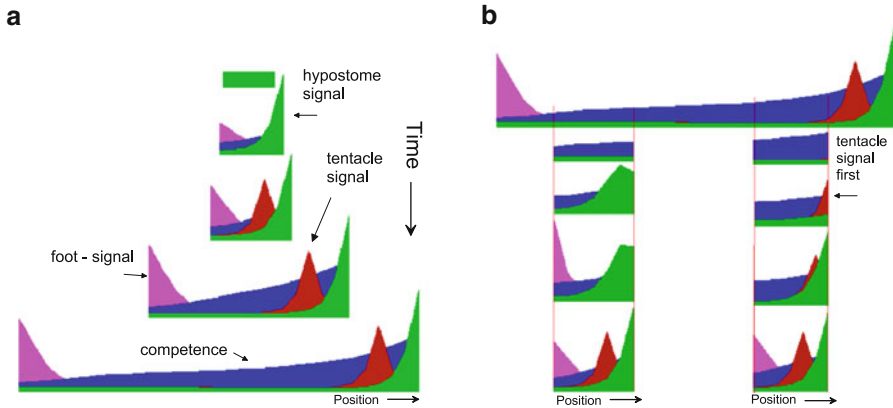 a
hypostome
signal
Time
tentacle
signal
foot - signal
competence
Position
b
tentacle
signal
first
Position
Position